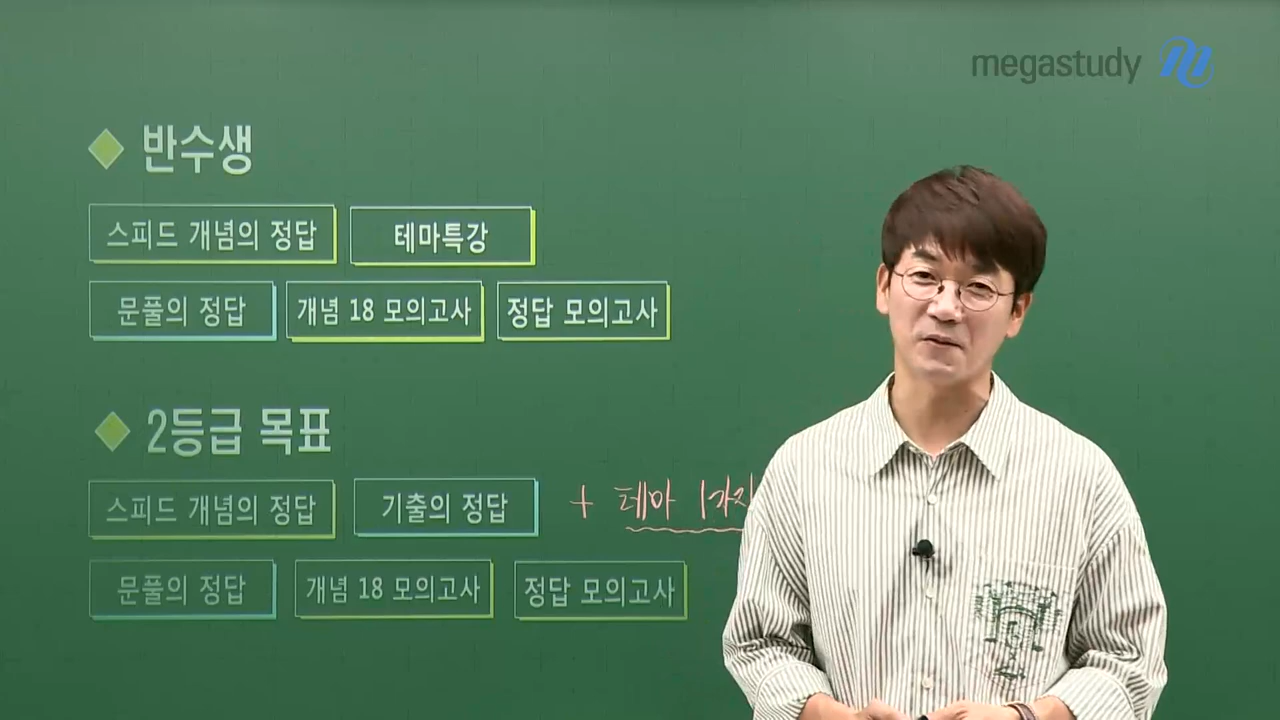 megastudy
반수생
스피드 개념의 정답 테마특강
문풀의 정답 개념 18 모의고사 정답 모의고사
2등급 목표
스피드 개념의 정답 기출의 정답 + 테마 1가지
문풀의 정답 개념 18 모의고사 정답 모의고사